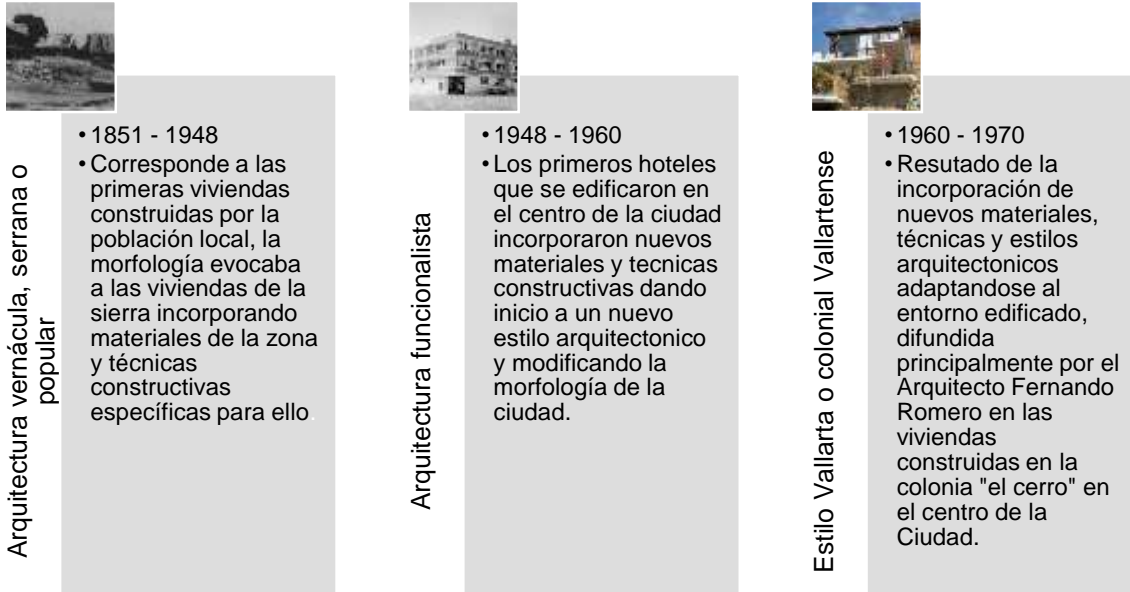 Arquitectura vernácula, serrana o
popular
• 1851 - 1948
• Corresponde a las
primeras viviendas
construidas por la
población local, la
morfología evocaba
a las viviendas de la
sierra incorporando
materiales de la zona
y técnicas
constructivas
específicas para ello.
Arquitectura funcionalista
• 1948 - 1960
• Los primeros hoteles
que se edificaron en
el centro de la ciudad
incorporaron nuevos
materiales y tecnicas
constructivas dando
inicio a un nuevo
estilo arquitectonico
y modificando la
morfología de la
ciudad.
Estilo Vallarta o colonial Vallartense
• 1960 - 1970
• Resutado de la
incorporación de
nuevos materiales,
técnicas y estilos
arquitectonicos
adaptandose al
entorno edificado,
difundida
principalmente por el
Arquitecto Fernando
Romero en las
viviendas
construidas en la
colonia "el cerro" en
el centro de la
Ciudad.